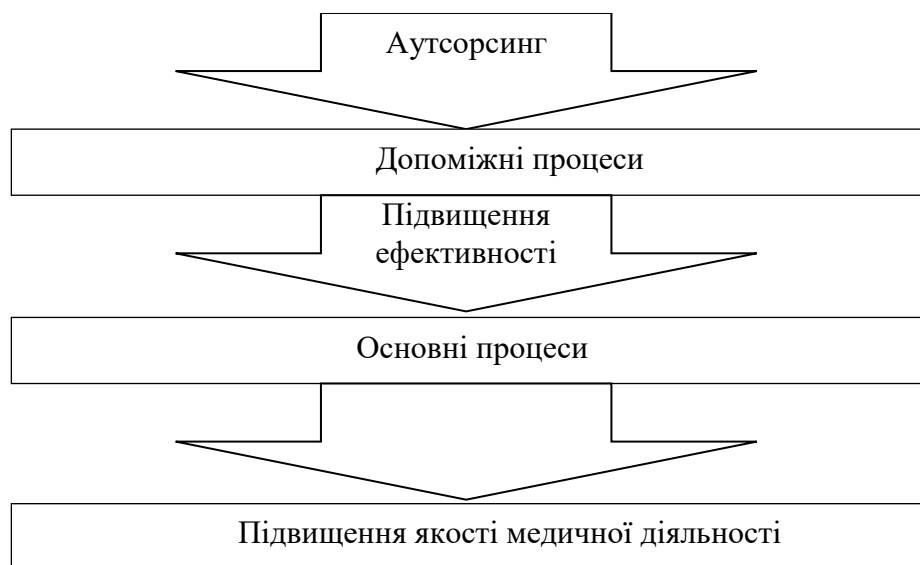 Аутсорсинг
Допоміжні процеси
Підвищення
ефективності
Основні процеси
Підвищення якості медичної діяльності